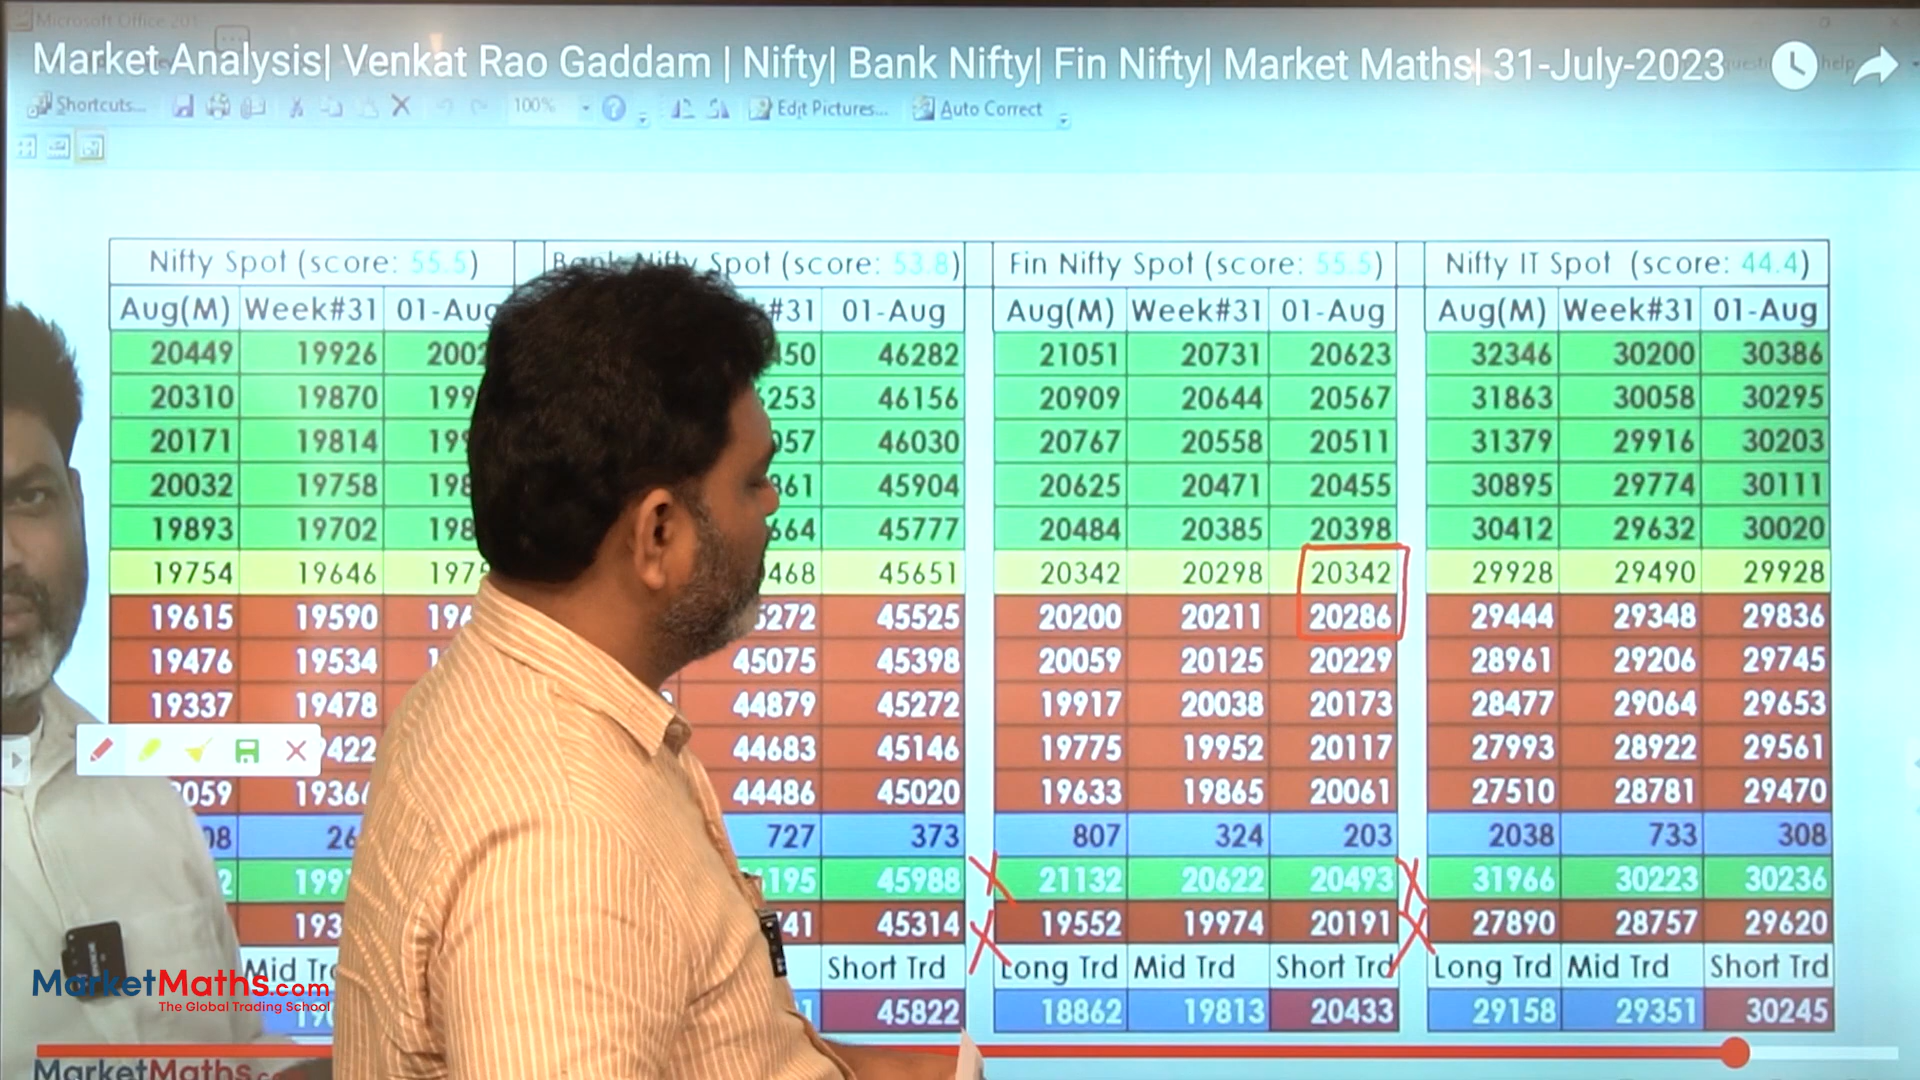 Microsoft Office 201
Market Analysis| Venkat Rao Gaddam | Nifty| Bank Nifty| Fin Nifty| Market Maths| 31-July-2023
help
Shortcuts... 100% Edit Pictures... Auto Correct
Nifty Spot (score: 55.5) Bank Nifty Spot (score: 53.8) Fin Nifty Spot (score: 55.5) Nifty IT Spot (score: 44.4)
Aug(M) Week#31 01-Aug #31 01-Aug Aug(M) Week#31 01-Aug Aug(M) Week#31 01-Aug
20449 19926 46282 21051 20731 20623 32346 30200 30386
20310 19870 46156 20909 20644 20567 31863 30058 30295
20171 19814 46030 20767 20558 20511 31379 29916 30203
20032 19758 45904 20625 20471 20455 30895 29774 30111
19893 19702 45777 20484 20385 20398 30412 29632 30020
19754 19646 45651 20342 20298 20342 29928 29490 29928
19615 19590 45525 20200 20211 20286 29444 29348 29836
19476 19534 45075 45398 20059 20125 20229 28961 29206 29745
19337 19478 44879 45272 19917 20038 20173 28477 29064 29653
44683 45146 19775 19952 20117 27993 28922 29561
44486 45020 19633 19865 20061 27510 28781 29470
727 373 807 324 203 2038 733 308
45988 21132 20622 20493 31966 30223 30236
45314 19552 19974 20191 27890 28757 29620
Mid Short Trd Long Trd Mid Trd Short Trd Long Trd Mid Trd Short Trd
45822 18862 19813 20433 29158 29351 30245
MarketMaths.com
The Global Trading School
MarketMaths